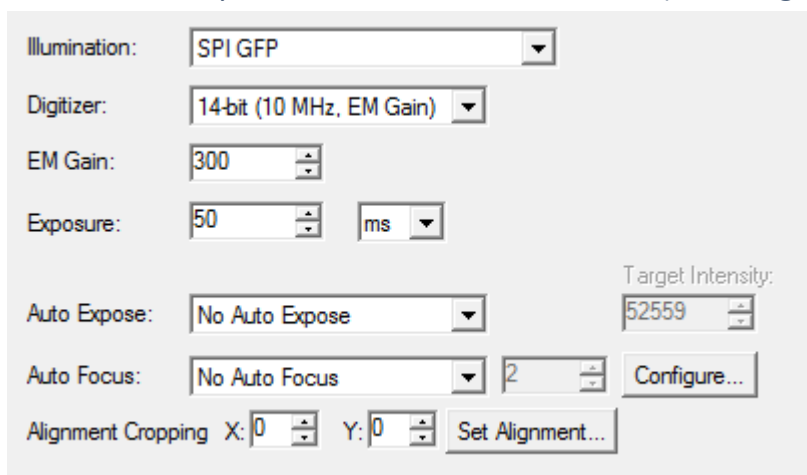 Illumination: SPI GFP
Digitizer: 14-bit (10 MHz, EM Gain)
EM Gain: 300
Exposure: 50 ms
Target Intensity:
Auto Expose: No Auto Expose 52559
Auto Focus: No Auto Focus 2 Configure...
Alignment Cropping X: 0 Y: 0 Set Alignment...